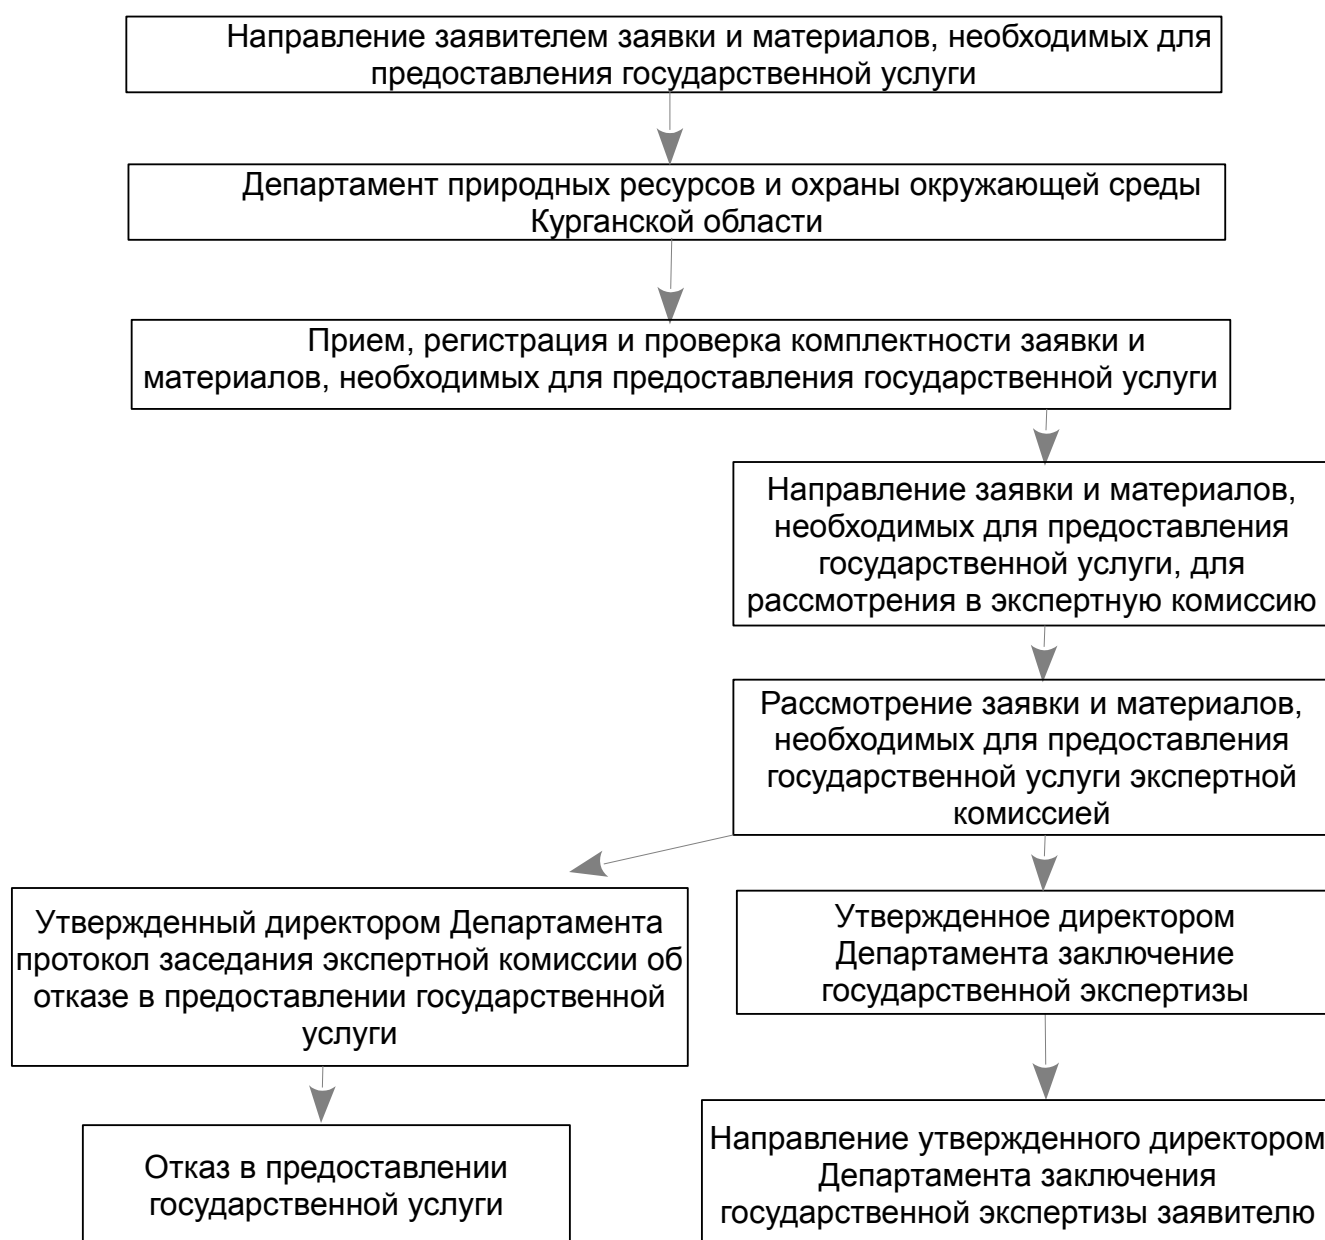 Направление заявителем заявки и материалов, необходимых для
предоставления государственной услуги
Департамент природных ресурсов и охраны окружающей среды
Курганской области
Прием, регистрация и проверка комплектности заявки и
материалов, необходимых для предоставления государственной услуги
Направление заявки и материалов,
необходимых для предоставления
государственной услуги, для
рассмотрения в экспертную комиссию
Рассмотрение заявки и материалов,
необходимых для предоставления
государственной услуги экспертной
комиссией
Утвержденный директором Департамента
протокол заседания экспертной комиссии об
отказе в предоставлении государственной
услуги
Утвержденное директором
Департамента заключение
государственной экспертизы
Отказ в предоставлении
государственной услуги
Направление утвержденного директором
Департамента заключения
государственной экспертизы заявителю